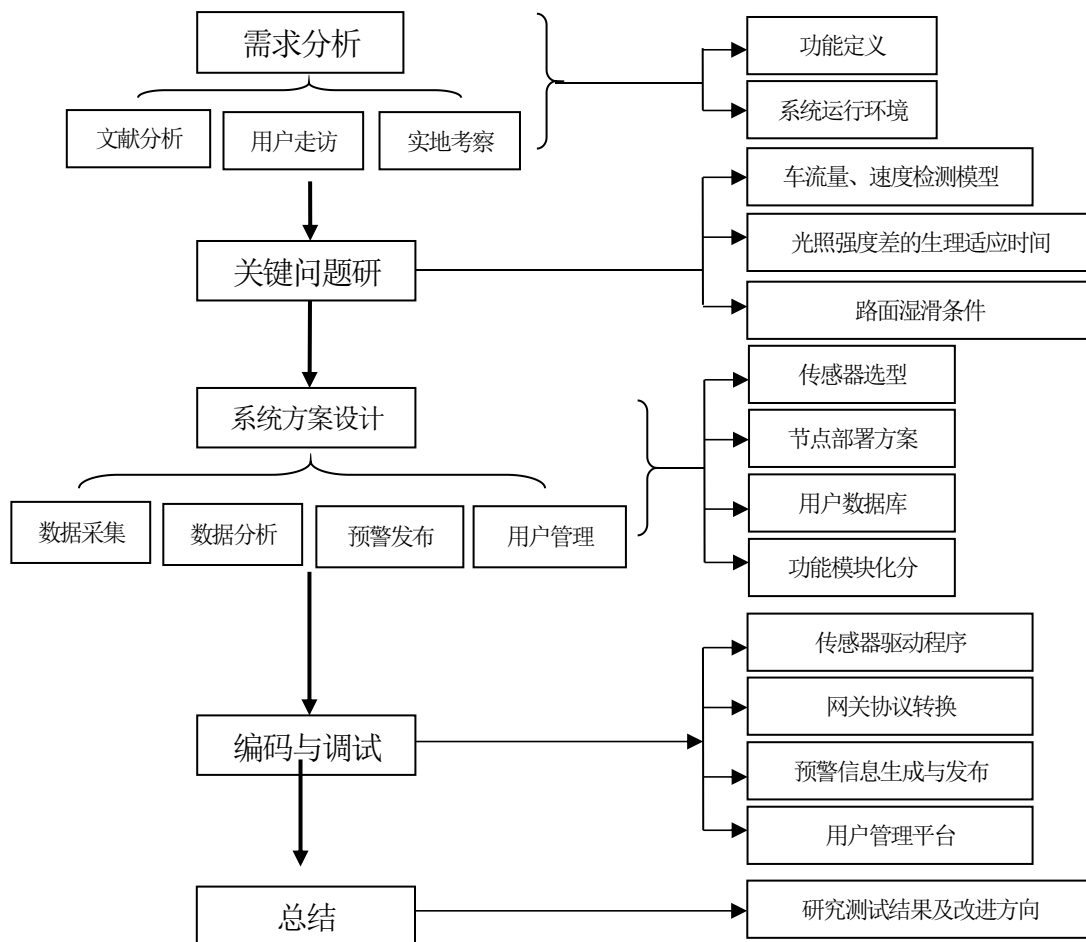 需求分析
文献分析
用户走访
实地考察
功能定义
系统运行环境
关键问题研
车流量、速度检测模型
光照强度差的生理适应时间
路面湿滑条件
系统方案设计
数据采集
数据分析
预警发布
用户管理
传感器选型
节点部署方案
用户数据库
功能模块化分
编码与调试
传感器驱动程序
网关协议转换
预警信息生成与发布
用户管理平台
总结
研究测试结果及改进方向